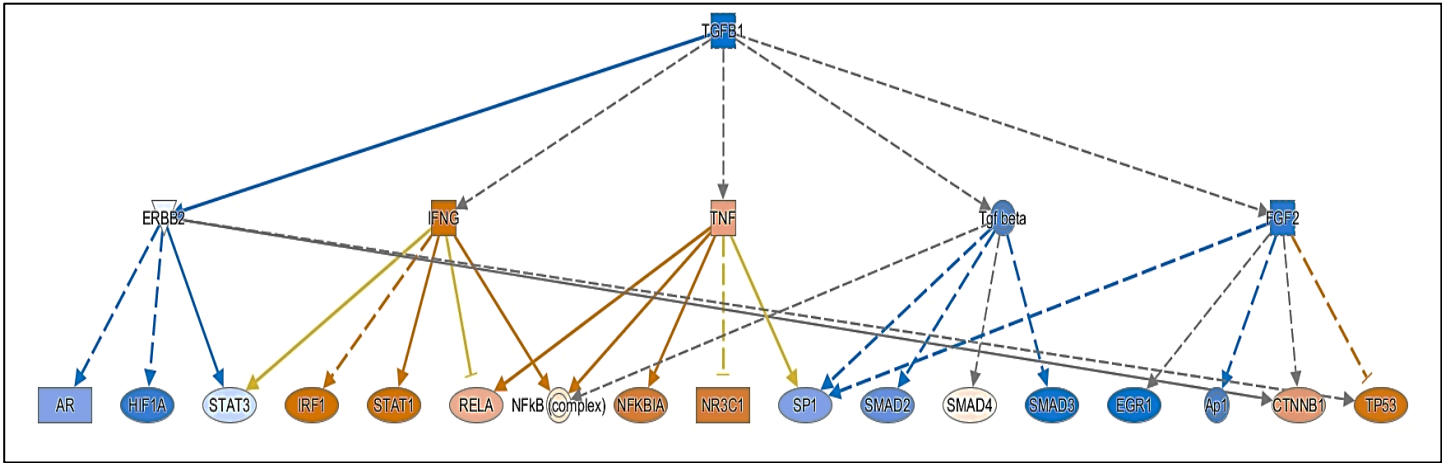 TGFB1
ERBB2 IFNG TNF Tgf beta FGF2
AR HIF1A STAT3 IRF1 STAT1 RELA NFkB (complex) NFKBIA NR3C1 SP1 SMAD2 SMAD4 SMAD3 EGR1 Ap1 CTNNB1 TP53